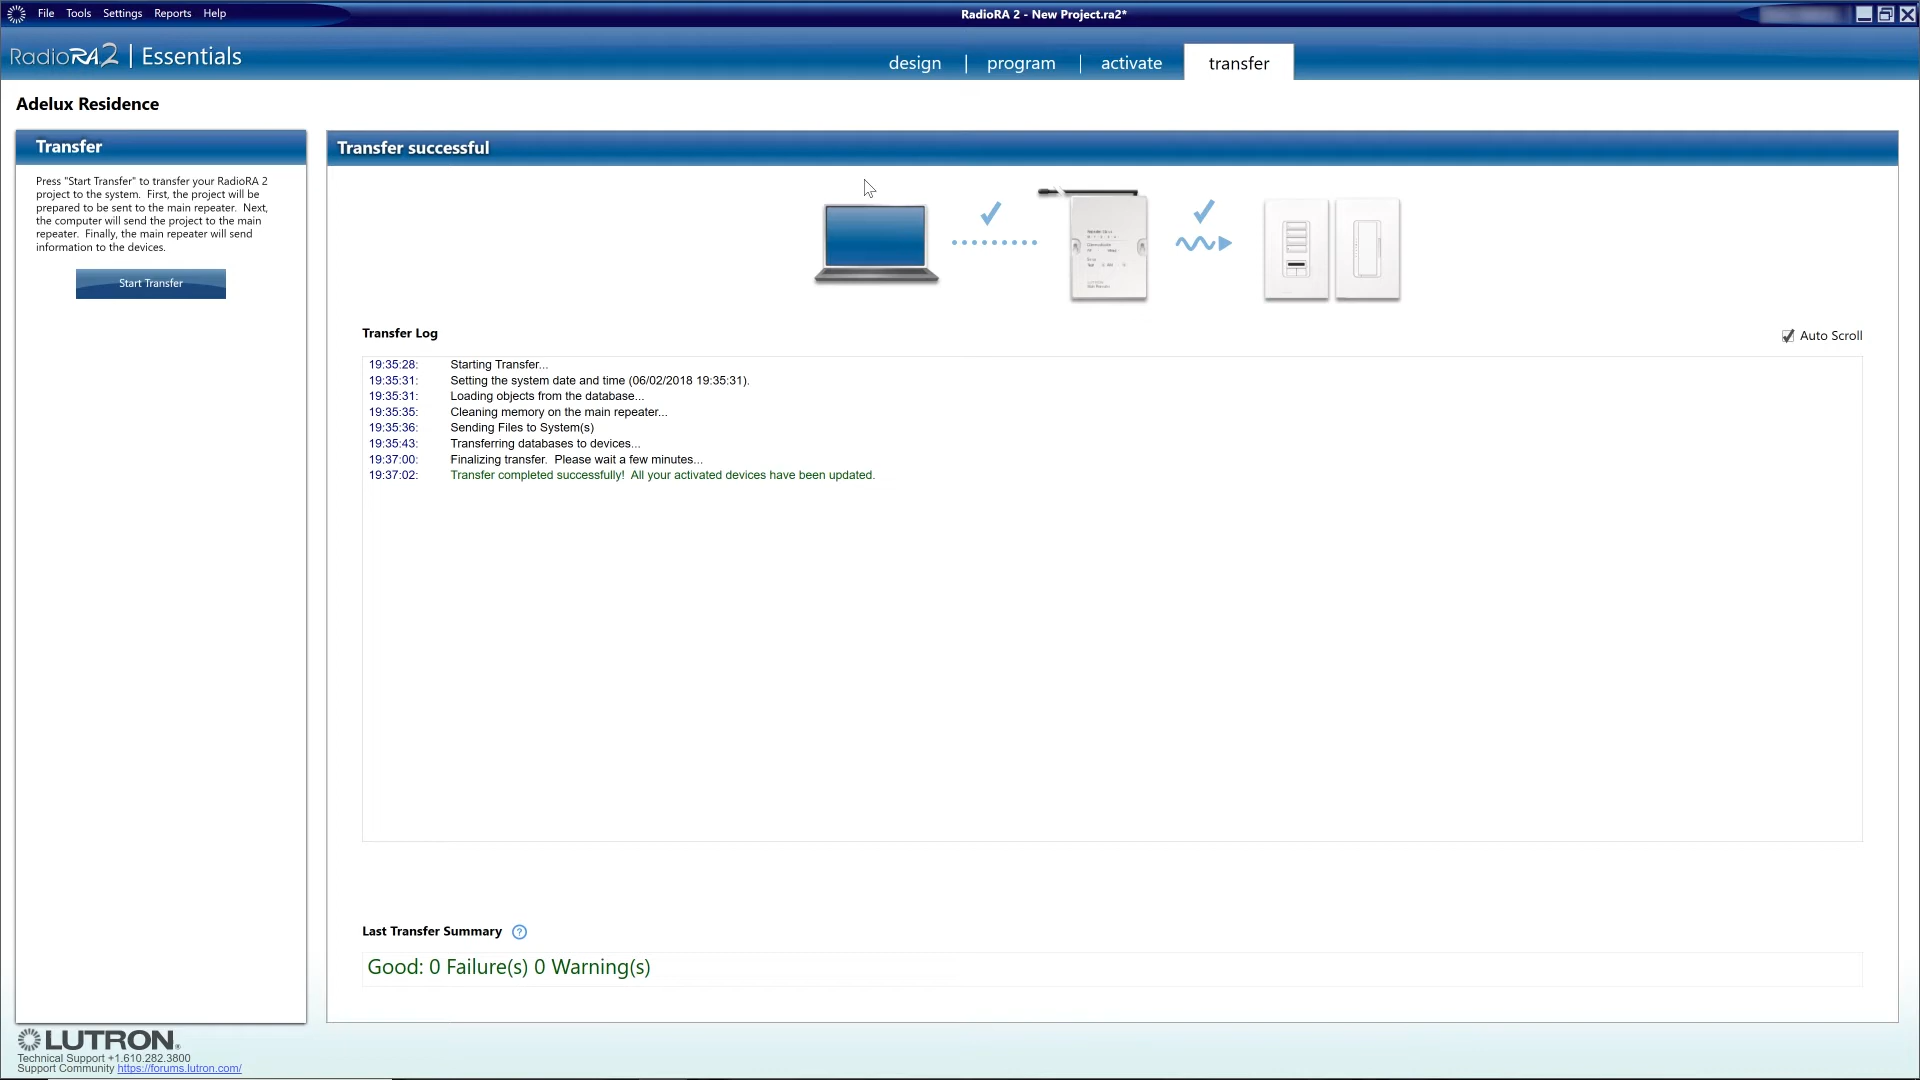 File Tools Settings Reports Help
RadioRA 2 - New Project.ra2*
RadioRA2 | Essentials
design | program | activate transfer
Adelux Residence
Transfer
Press "Start Transfer" to transfer your RadioRA 2
project to the system.  First, the project will be
prepared to be sent to the main repeater.  Next,
the computer will send the project to the main
repeater.  Finally, the main repeater will send
information to the devices.
Start Transfer
Transfer successful
Transfer Log
Auto Scroll
19:35:28: Starting Transfer...
19:35:31: Setting the system date and time (06/02/2018 19:35:31).
19:35:31: Loading objects from the database...
19:35:35: Cleaning memory on the main repeater...
19:35:36: Sending Files to System(s)
19:35:43: Transferring databases to devices...
19:37:00: Finalizing transfer.  Please wait a few minutes...
19:37:02: Transfer completed successfully!  All your activated devices have been updated.
Last Transfer Summary ?
Good: 0 Failure(s) 0 Warning(s)
LUTRON.
Technical Support +1.610.282.3800
Support Community https://forums.lutron.com/